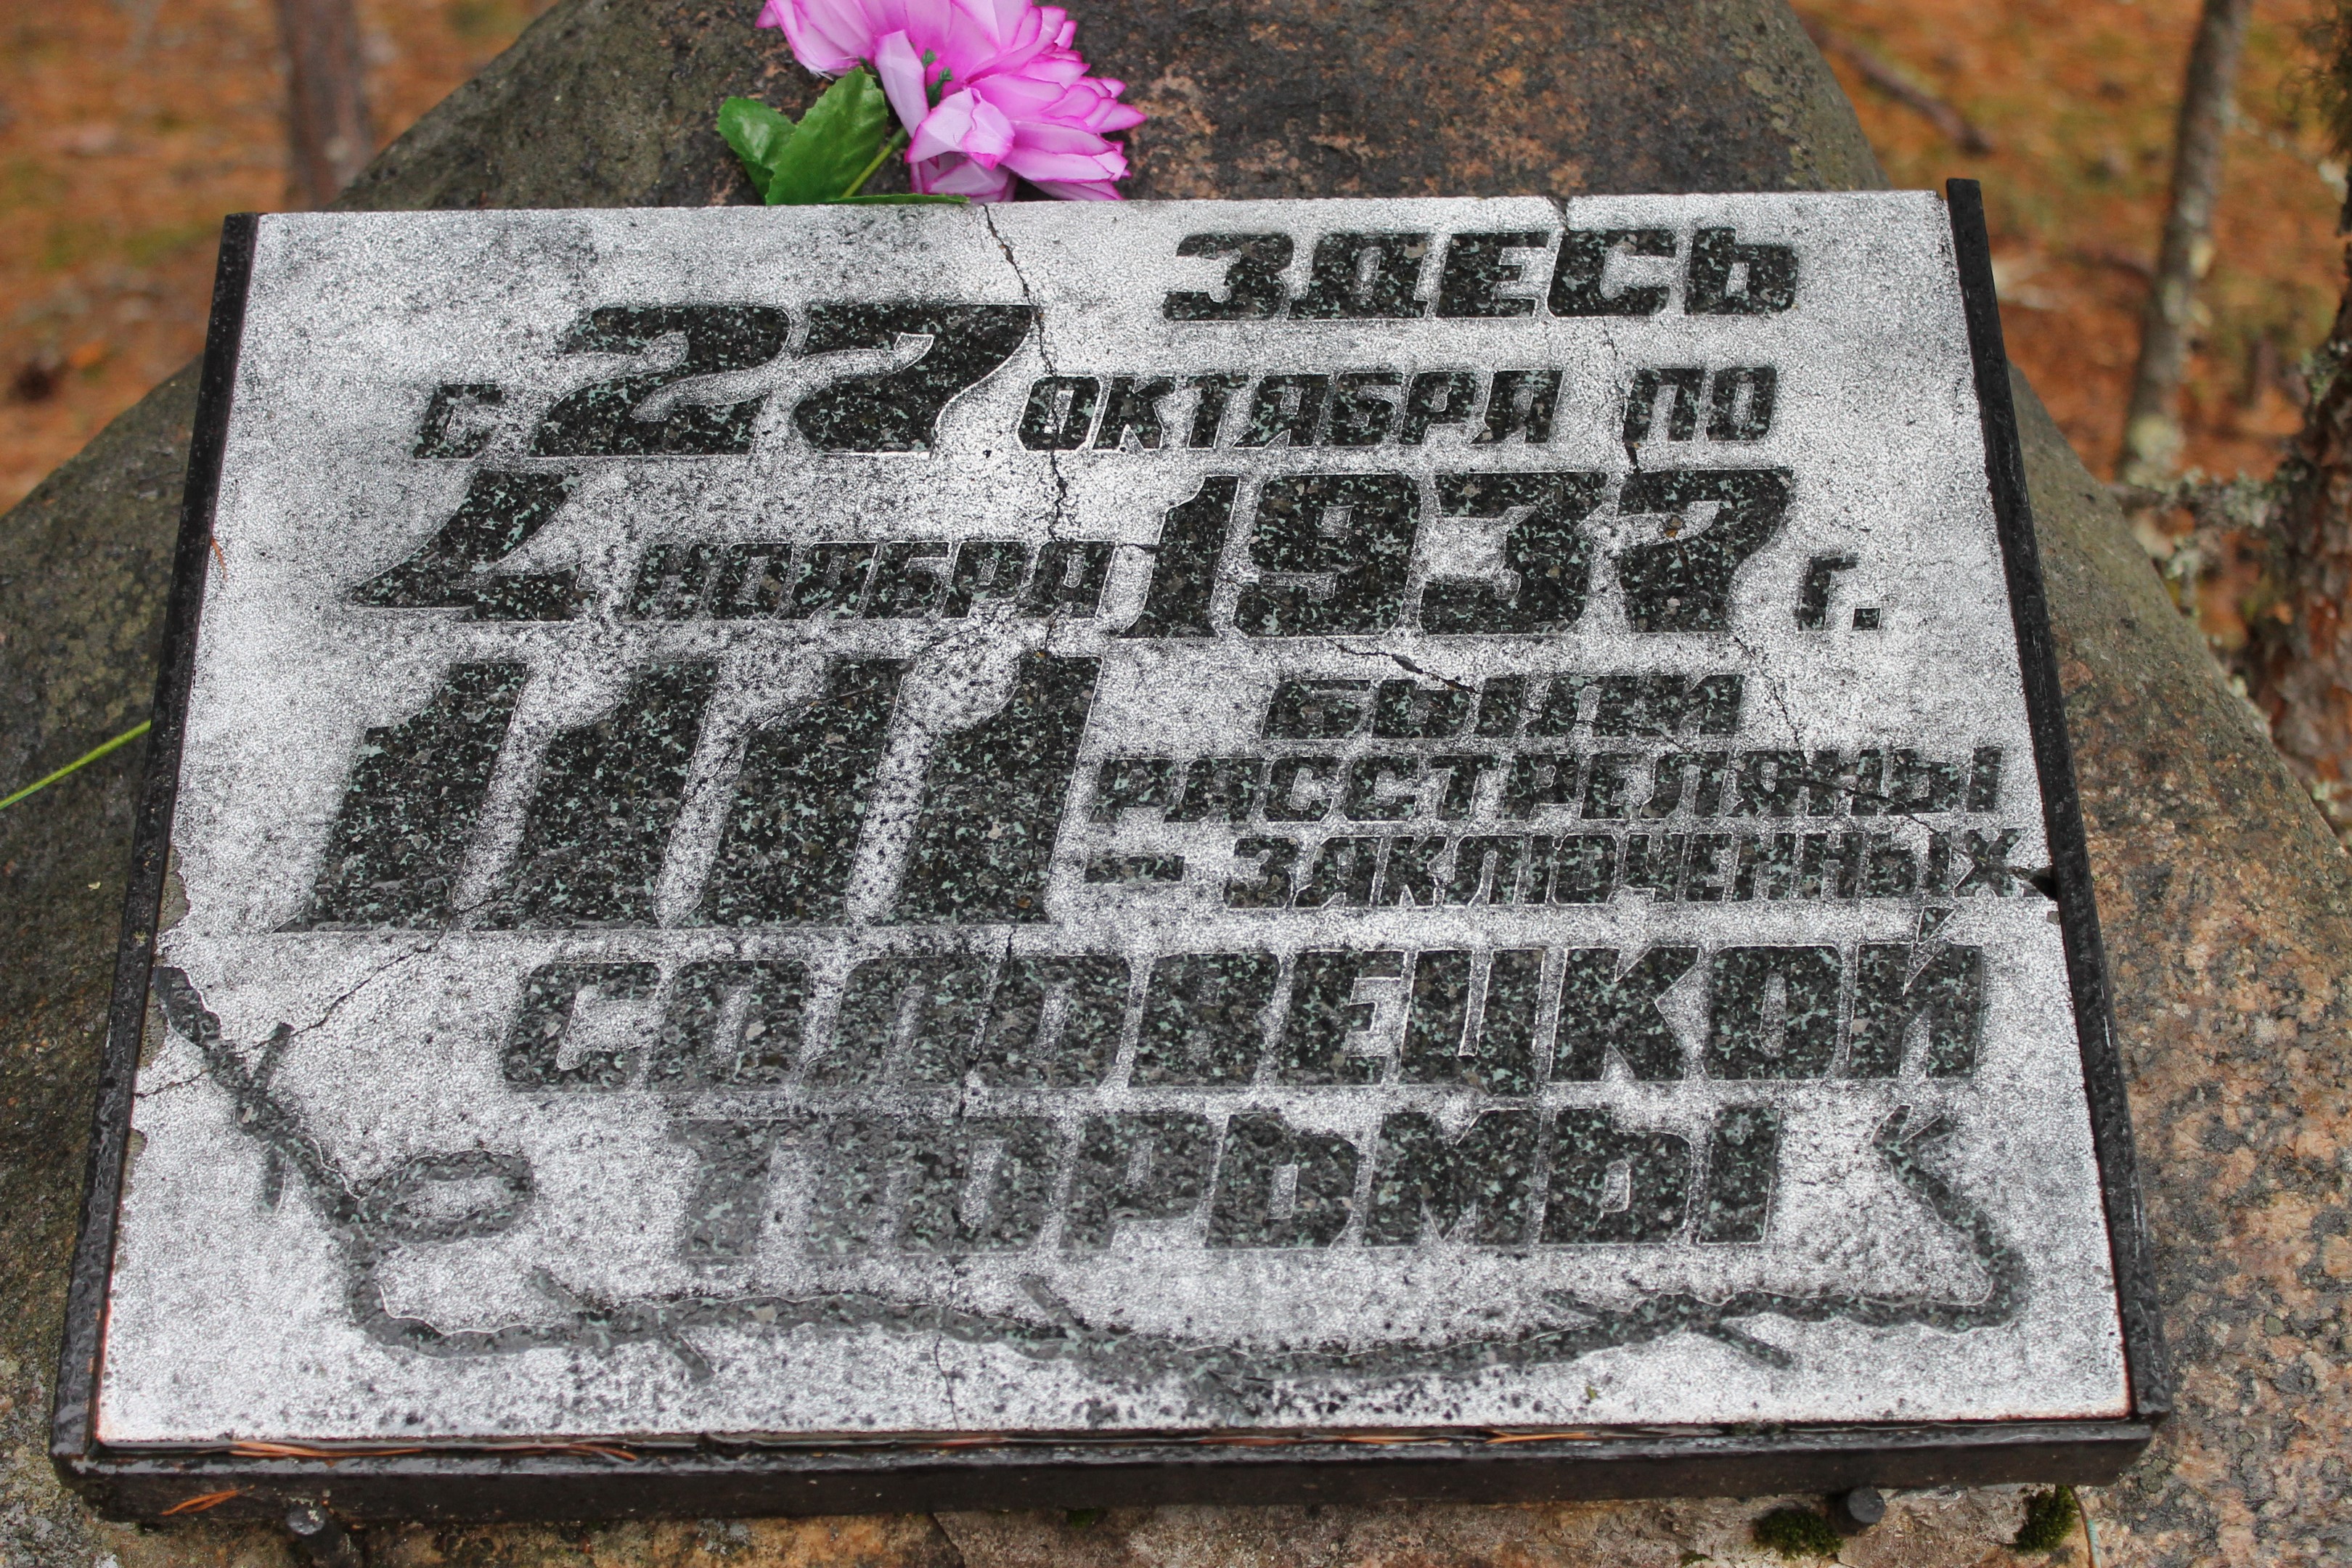 ЗДЕСЬ
С 27 ОКТЯБРЯ ПО
4 НОЯБРЯ 1937 г.
1111 БЫЛИ
РАССТРЕЛЯНЫ
- ЗАКЛЮЧЕННЫХ
СОЛОВЕЦКОЙ
ТЮРЬМЫ